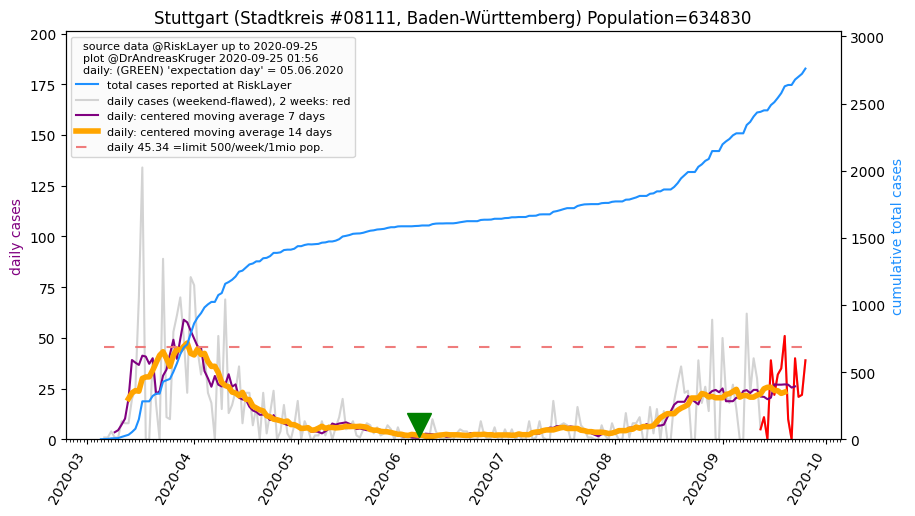 Stuttgart (Stadtkreis #08111, Baden-Württemberg) Population=634830
source data @RiskLayer up to 2020-09-25
plot @DrAndreasKruger 2020-09-25 01:56
daily: (GREEN) 'expectation day' = 05.06.2020
total cases reported at RiskLayer
daily cases (weekend-flawed), 2 weeks: red
daily: centered moving average 7 days
daily: centered moving average 14 days
daily 45.34 =limit 500/week/1mio pop.
daily cases
200
175
150
125
100
75
50
25
0
cumulative total cases
3000
2500
2000
1500
1000
500
0
2020-03
2020-04
2020-05
2020-06
2020-07
2020-08
2020-09
2020-10